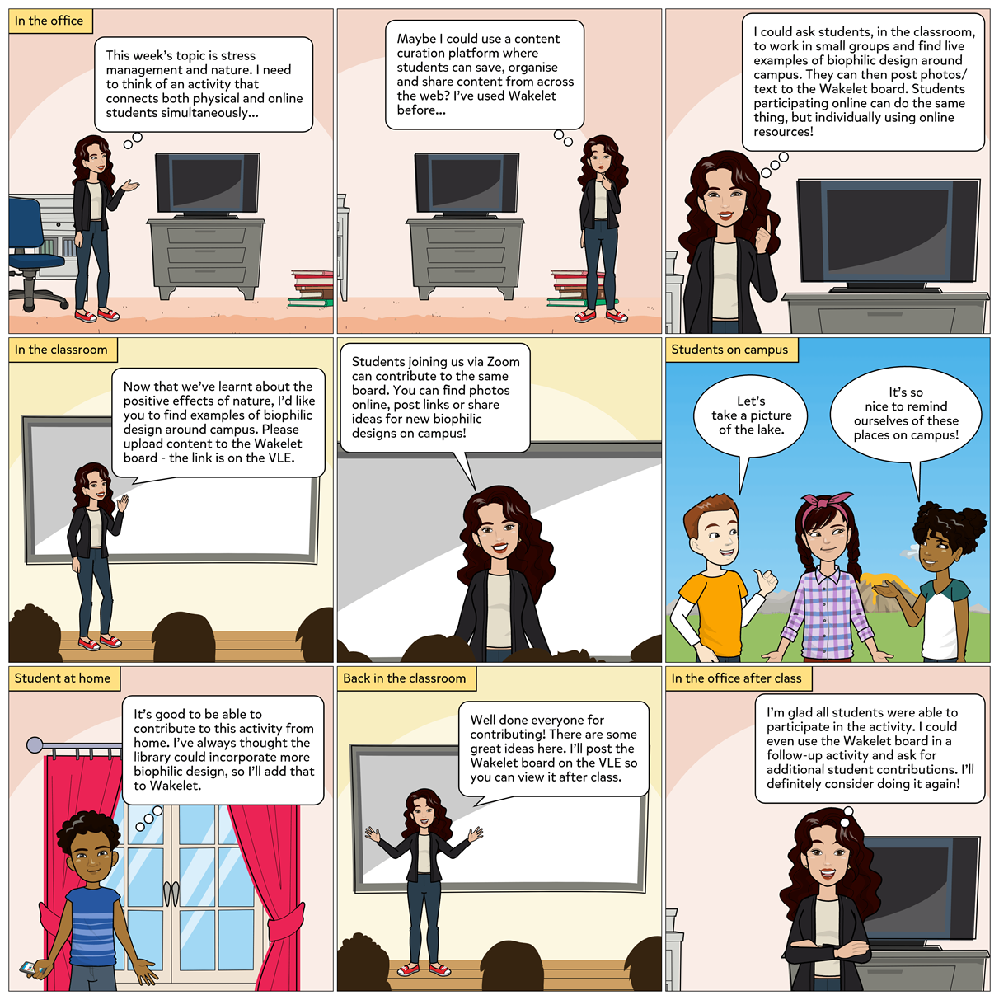 In the office
This week's topic is stress
management and nature. I need
to think of an activity that
connects both physical and online
students simultaneously...
Maybe I could use a content
curation platform where
students can save, organise
and share content from across
the web? I've used Wakelet
before...
I could ask students, in the classroom,
to work in small groups and find live
examples of biophilic design around
campus. They can then post photos/
text to the Wakelet board. Students
participating online can do the same
thing, but individually using online
resources!
In the classroom
Now that we've learnt about the
positive effects of nature, I'd like
you to find examples of biophilic
design around campus. Please
upload content to the Wakelet
board - the link is on the VLE.
Students joining us via Zoom
can contribute to the same
board. You can find photos
online, post links or share
ideas for new biophilic
designs on campus!
Students on campus
Let's
take a picture
of the lake.
It's so
nice to remind
ourselves of these
places on campus!
Student at home
It's good to be able to
contribute to this activity from
home. I've always thought the
library could incorporate more
biophilic design, so I'll add that
to Wakelet.
Back in the classroom
Well done everyone for
contributing! There are some
great ideas here. I'll post the
Wakelet board on the VLE so
you can view it after class.
In the office after class
I'm glad all students were able to
participate in the activity. I could
even use the Wakelet board in a
follow-up activity and ask for
additional student contributions. I'll
definitely consider doing it again!